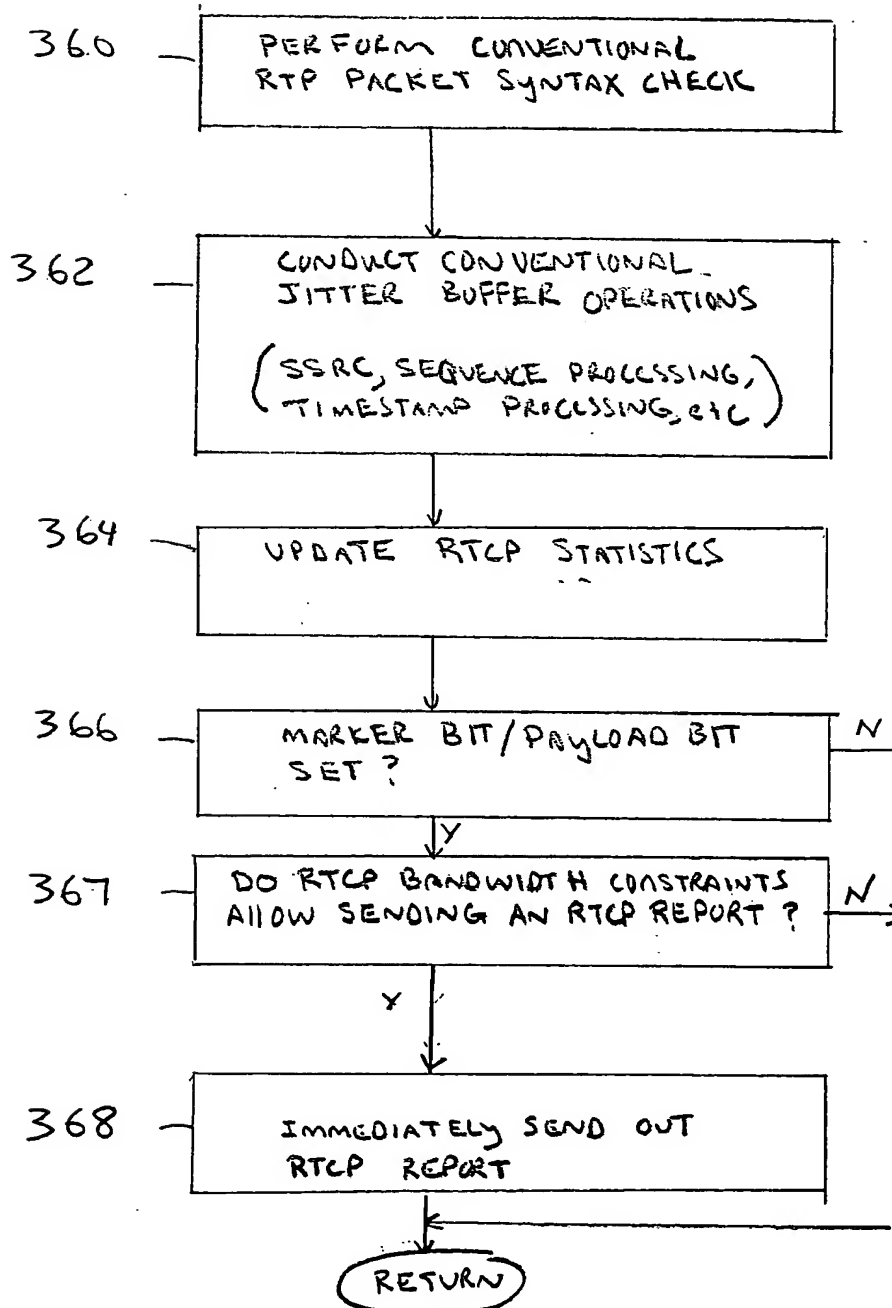 360
PERFORM CONVENTIONAL
RTP PACKET SYNTAX CHECK
362
CONDUCT CONVENTIONAL
JITTER BUFFER OPERATIONS
(SSRC, SEQUENCE PROCESSING,
TIMESTAMP PROCESSING, etc)
364
UPDATE RTCP STATISTICS
366
MARKER BIT/PAYLOAD BIT
SET?
N
Y
367
DO RTCP BANDWIDTH CONSTRAINTS
ALLOW SENDING AN RTCP REPORT?
N
Y
368
IMMEDIATELY SEND OUT
RTCP REPORT
RETURN